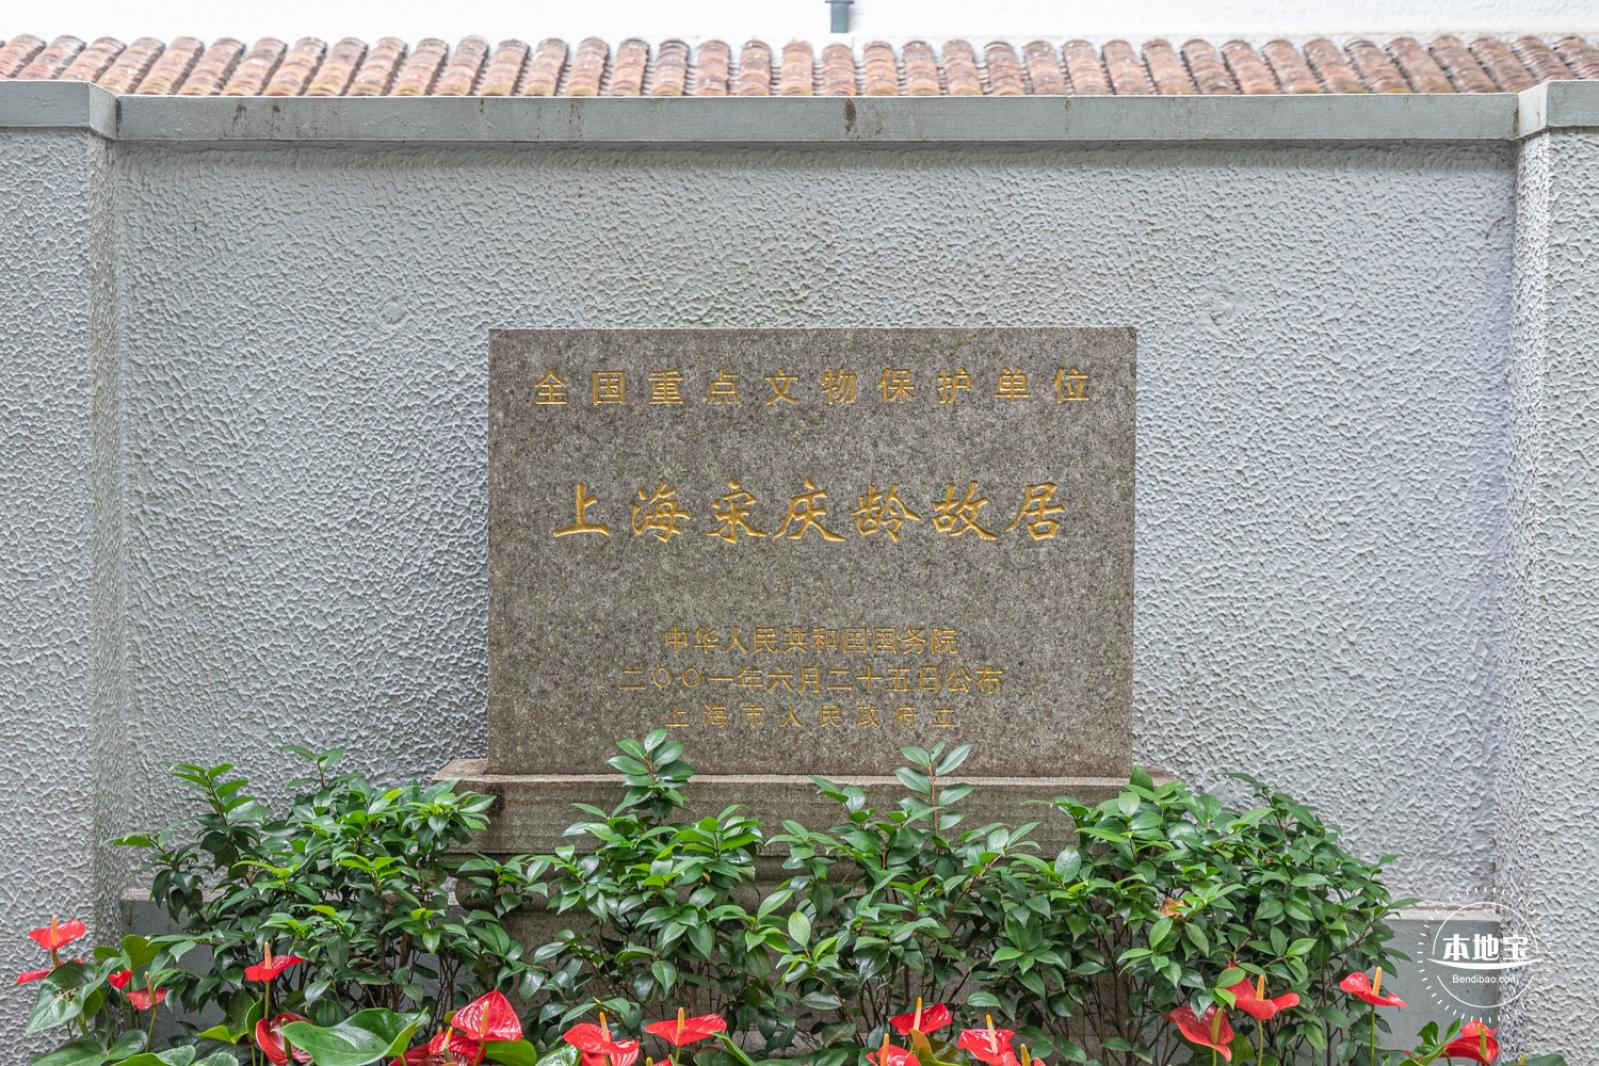 全国重点文物保护单位
上海宋庆龄故居
中华人民共和国国务院
二〇〇一年六月二十五日公布
上海市人民政府立
本地宝
Bendibao.com